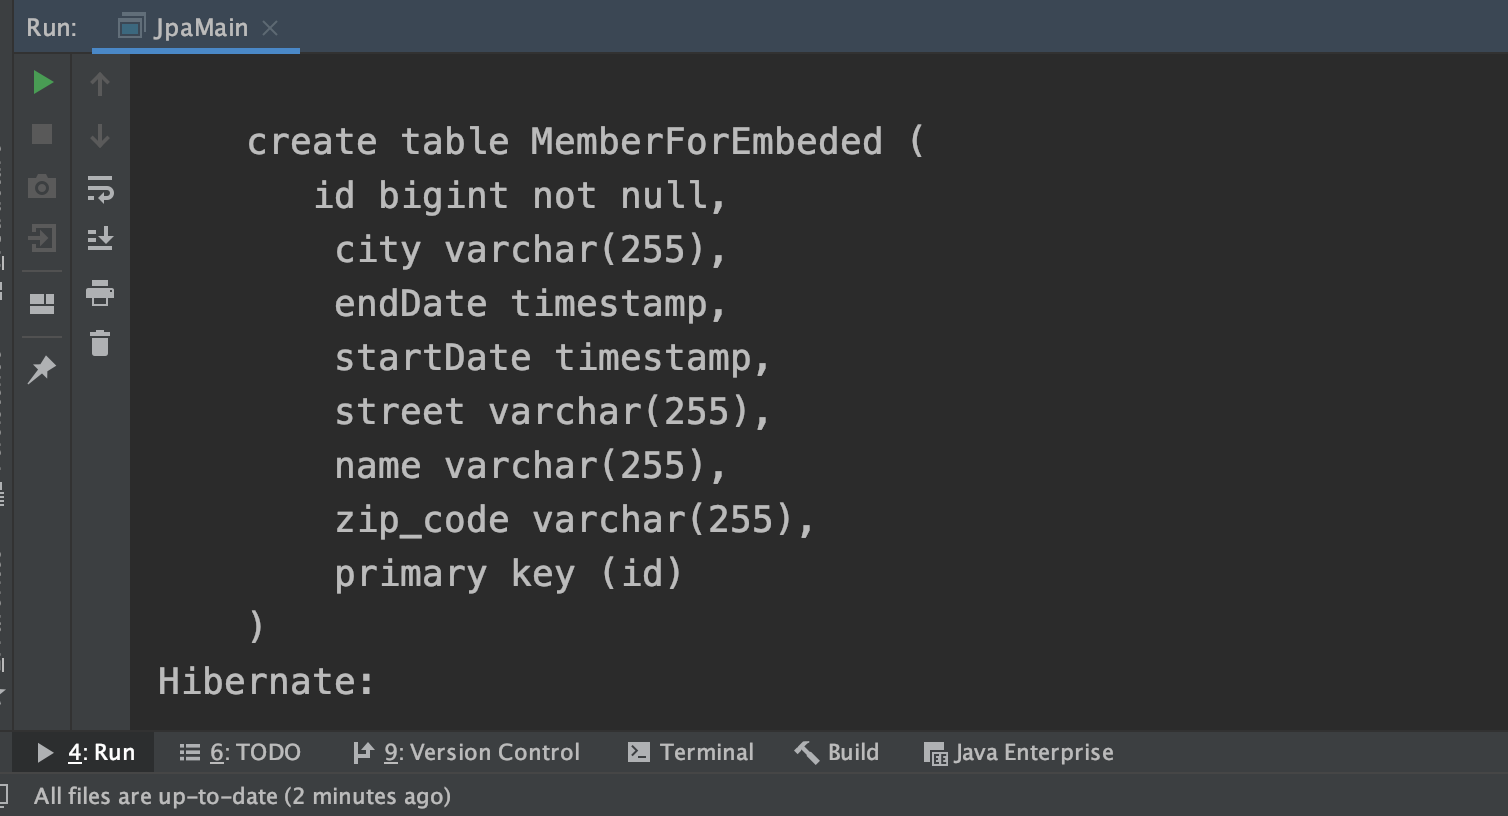 Run: JpaMain
create table MemberForEmbeded (
id bigint not null,
city varchar(255),
endDate timestamp,
startDate timestamp,
street varchar(255),
name varchar(255),
zip_code varchar(255),
primary key (id)
)
Hibernate:
4: Run 6: TODO 9: Version Control Terminal Build Java Enterprise
All files are up-to-date (2 minutes ago)